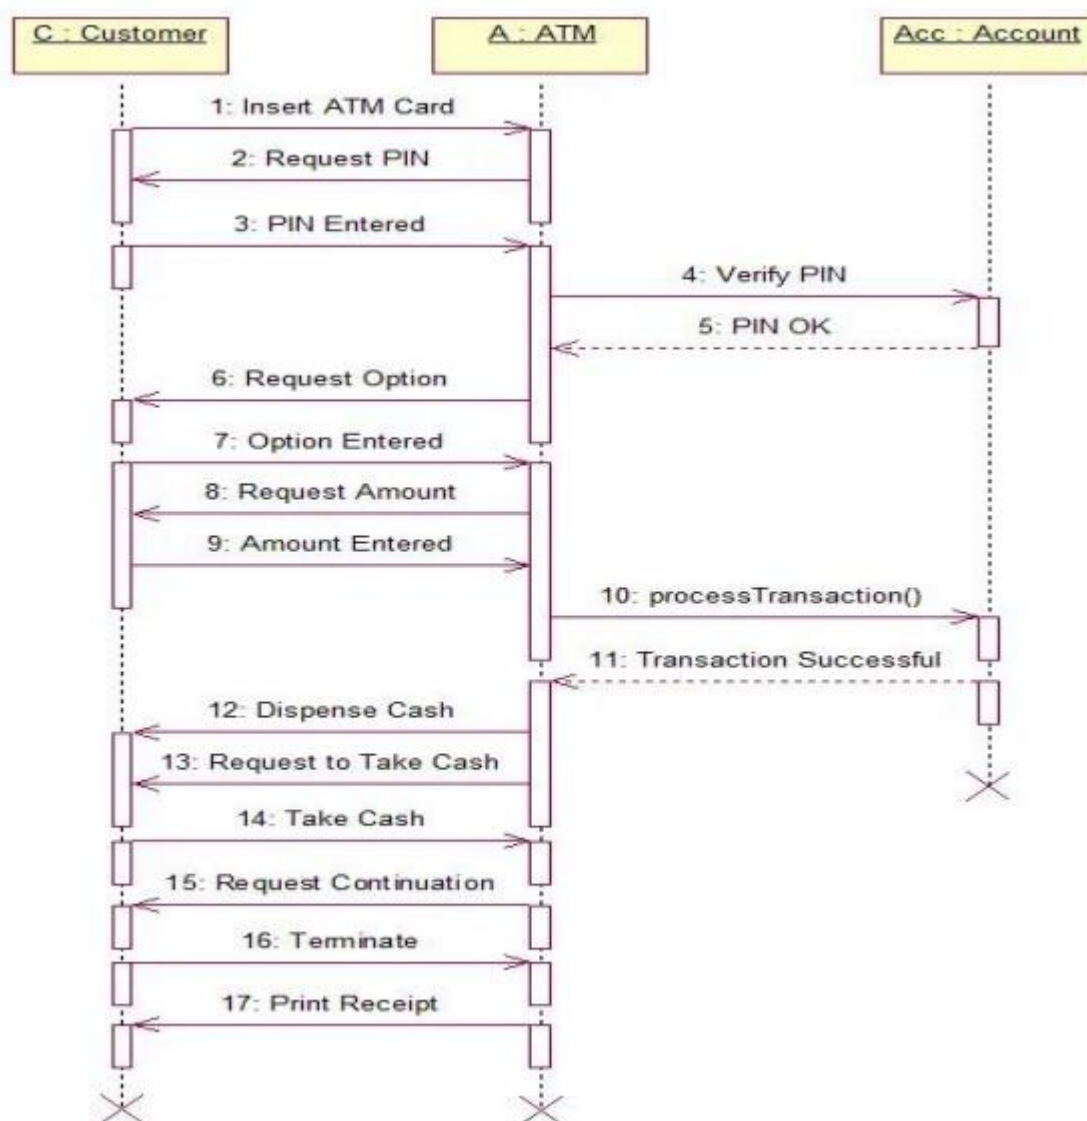 C : Customer
A : ATM
Acc : Account
1: Insert ATM Card
2: Request PIN
3: PIN Entered
4: Verify PIN
5: PIN OK
6: Request Option
7: Option Entered
8: Request Amount
9: Amount Entered
10: processTransaction()
11: Transaction Successful
12: Dispense Cash
13: Request to Take Cash
14: Take Cash
15: Request Continuation
16: Terminate
17: Print Receipt